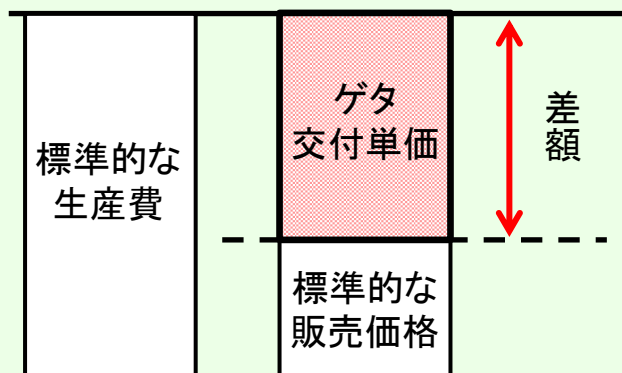 標準的な
生産費
ゲタ
交付単価
差額
標準的な
販売価格